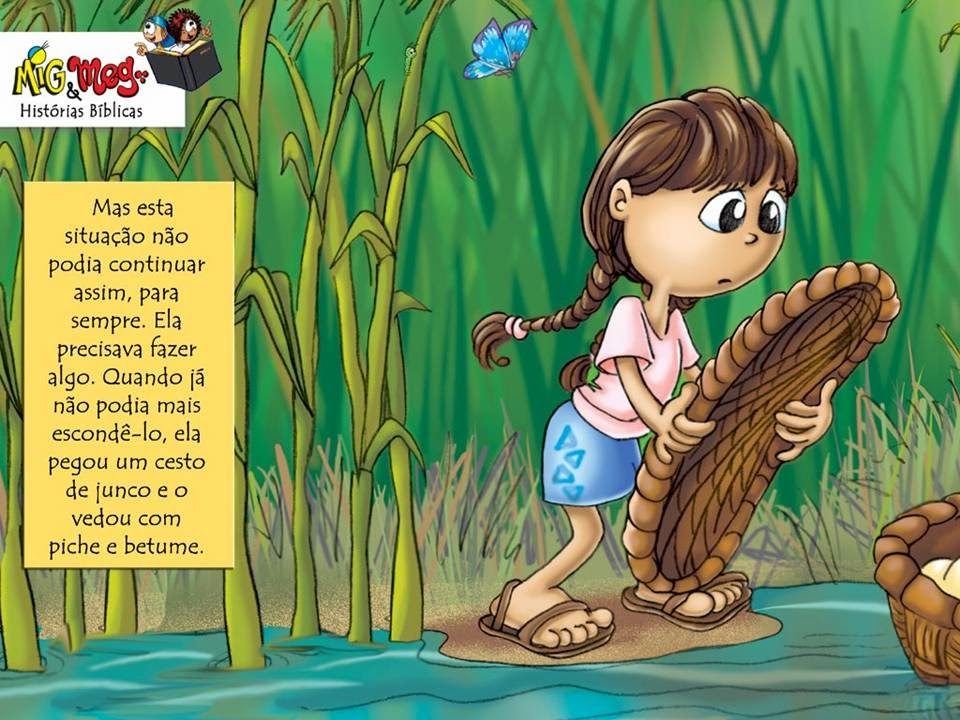 MIG & Meg
Histórias Bíblicas
Mas esta
situação não
podia continuar
assim, para
sempre. Ela
precisava fazer
algo. Quando já
não podia mais
escondê-lo, ela
pegou um cesto
de junco e o
vedou com
piche e betume.